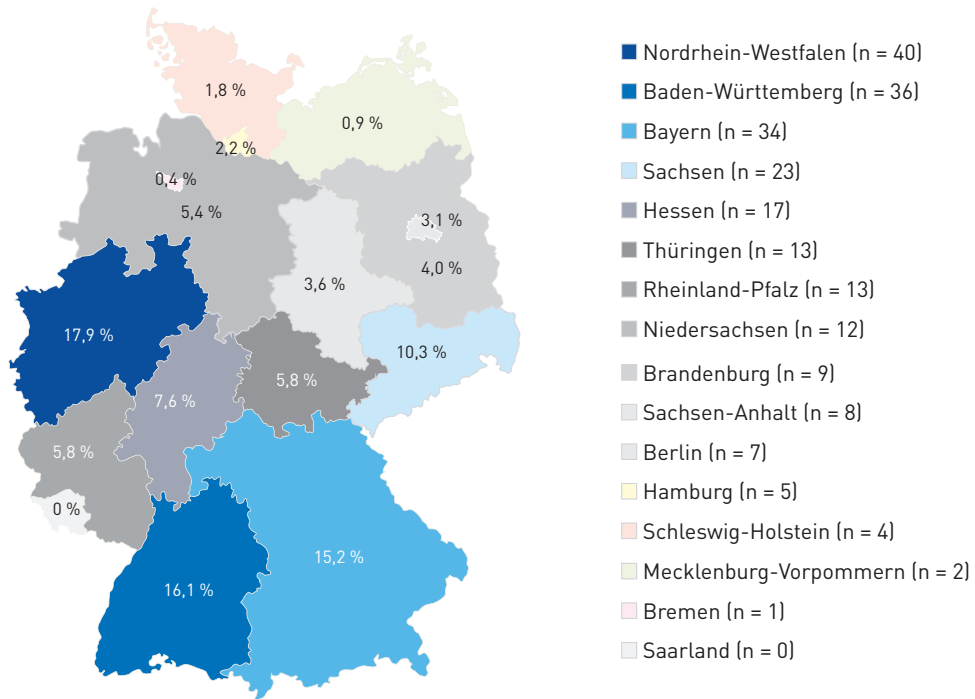 1,8 %
0,9 %
2,2 %
0,4 %
5,4 %
3,1 %
4,0 %
3,6 %
17,9 %
10,3 %
5,8 %
7,6 %
5,8 %
0 %
15,2 %
16,1 %
Nordrhein-Westfalen (n = 40)
Baden-Württemberg (n = 36)
Bayern (n = 34)
Sachsen (n = 23)
Hessen (n = 17)
Thüringen (n = 13)
Rheinland-Pfalz (n = 13)
Niedersachsen (n = 12)
Brandenburg (n = 9)
Sachsen-Anhalt (n = 8)
Berlin (n = 7)
Hamburg (n = 5)
Schleswig-Holstein (n = 4)
Mecklenburg-Vorpommern (n = 2)
Bremen (n = 1)
Saarland (n = 0)